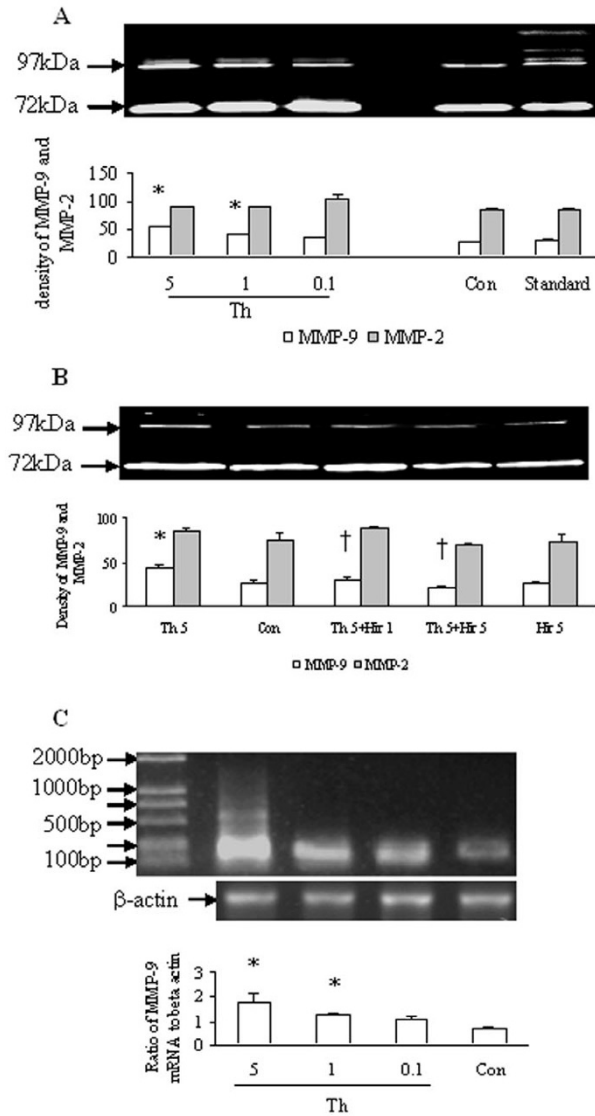 A
97kDa
72kDa
density of MMP-9 and
MMP-2
150
100
50
0
* *
5 1 0.1 Con Standard
Th
□ MMP-9 ■ MMP-2
B
97kDa
72kDa
Density of MMP-9 and
MMP-2
100
50
0
* † †
Th 5 Con Th 5+Hir 1 Th 5+Hir 5 Hir 5
□ MMP-9 ■ MMP-2
C
2000bp
1000bp
500bp
100bp
β-actin
Ratio of MMP-9
mRNA to beta actin
3
2
1
0
* *
5 1 0.1 Con
Th